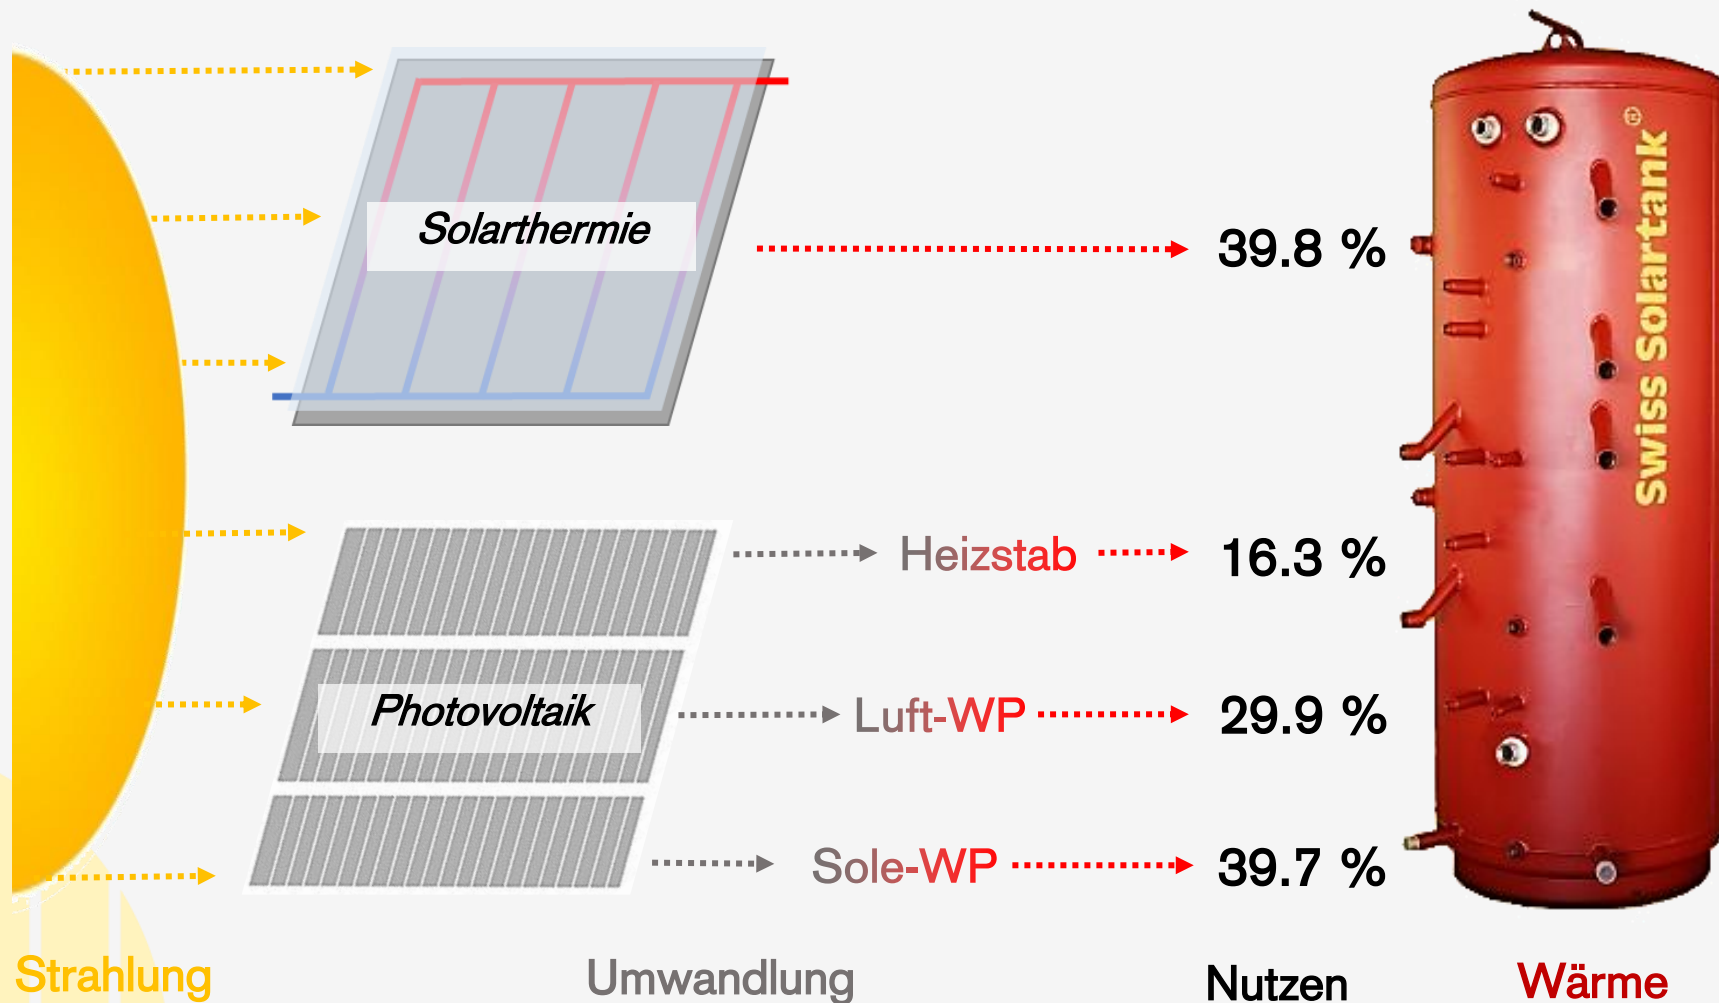 Solarthermie
39.8 %
Swiss Solartank®
Heizstab
16.3 %
Photovoltaik
Luft-WP
29.9 %
Sole-WP
39.7 %
Strahlung
Umwandlung
Nutzen
Wärme